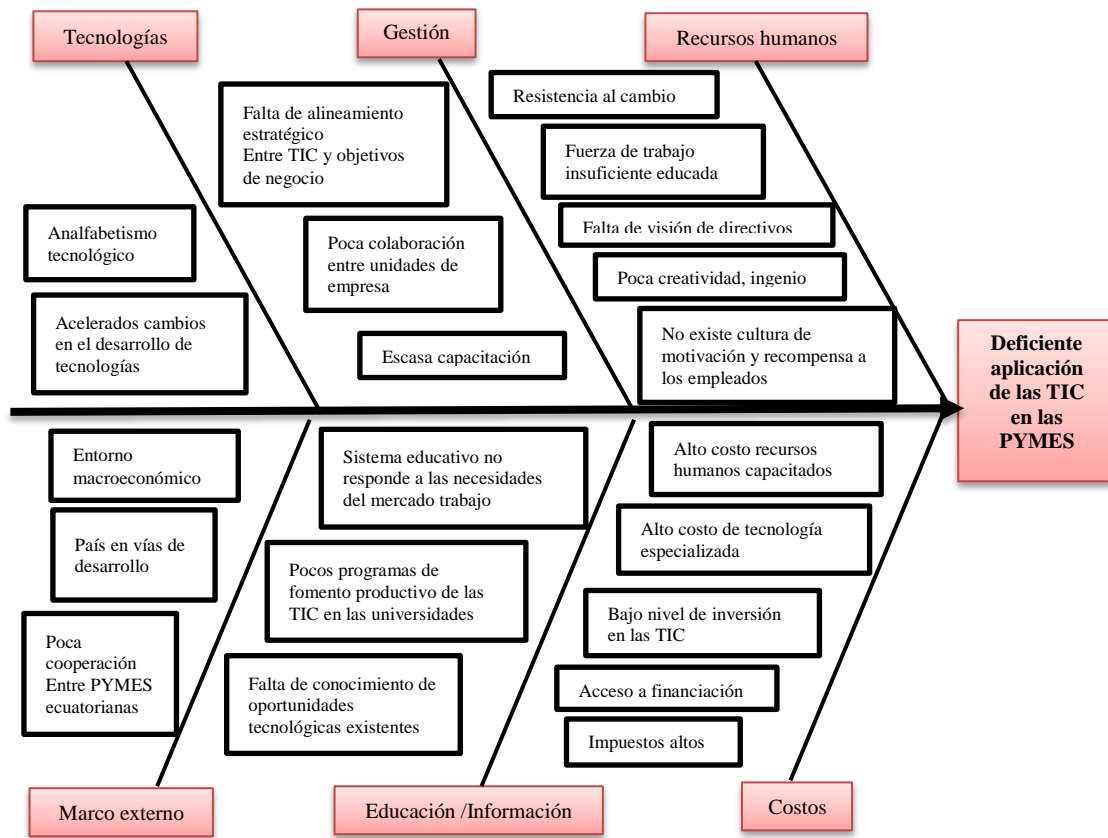 Tecnologías
Gestión
Recursos humanos
Resistencia al cambio
Falta de alineamiento
estratégico
Entre TIC y objetivos
de negocio
Fuerza de trabajo
insuficiente educada
Analfabetismo
tecnológico
Poca colaboración
entre unidades de
empresa
Falta de visión de directivos
Poca creatividad, ingenio
Acelerados cambios
en el desarrollo de
tecnologías
Escasa capacitación
No existe cultura de
motivación y recompensa a
los empleados
Deficiente
aplicación
de las TIC
en las
PYMES
Entorno
macroeconómico
Sistema educativo no
responde a las necesidades
del mercado trabajo
Alto costo recursos
humanos capacitados
País en vías de
desarrollo
Pocos programas de
fomento productivo de las
TIC en las universidades
Alto costo de tecnología
especializada
Poca
cooperación
Entre PYMES
ecuatorianas
Falta de conocimiento de
oportunidades
tecnológicas existentes
Bajo nivel de inversión
en las TIC
Acceso a financiación
Impuestos altos
Marco externo
Educación /Información
Costos